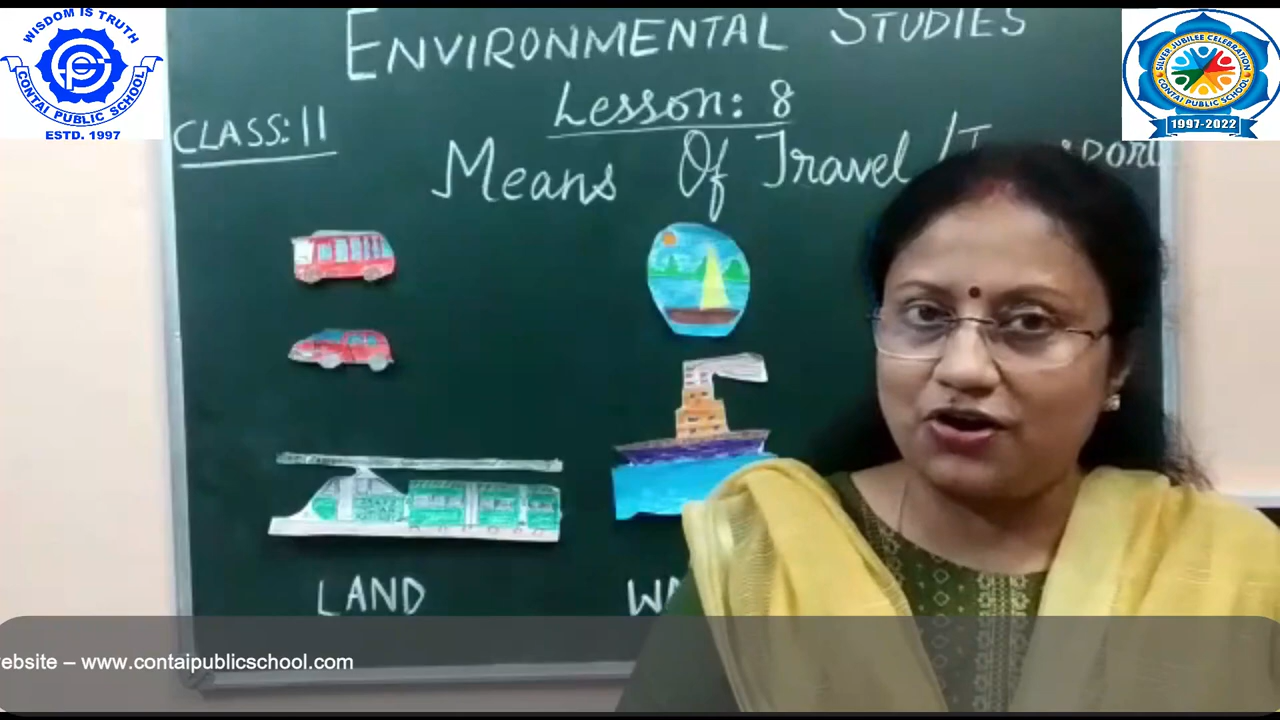 WISDOM IS TRUTH
CONTAI PUBLIC SCHOOL
ESTD. 1997
SILVER JUBILEE CELEBRATION
CONTAI PUBLIC SCHOOL
1997-2022
ENVIRONMENTAL STUDIES
Lesson: 8
CLASS: II
Means Of Travel /
LAND
ebsite – www.contaipublicschool.com